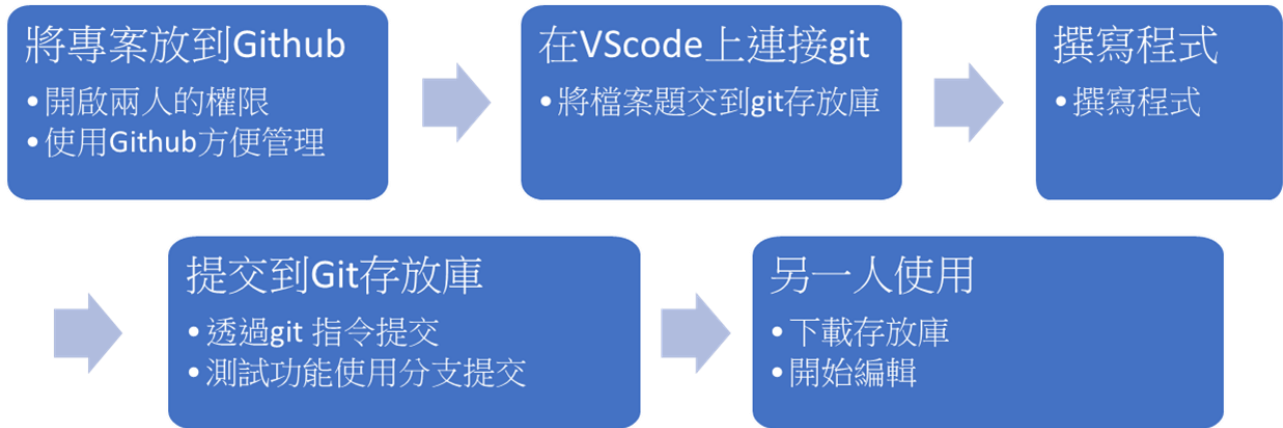 將專案放到Github
•開啟兩人的權限
•使用Github方便管理
在VScode上連接git
•將檔案題交到git存放庫
撰寫程式
•撰寫程式
提交到Git存放庫
•透過git 指令提交
•測試功能使用分支提交
另一人使用
•下載存放庫
•開始編輯